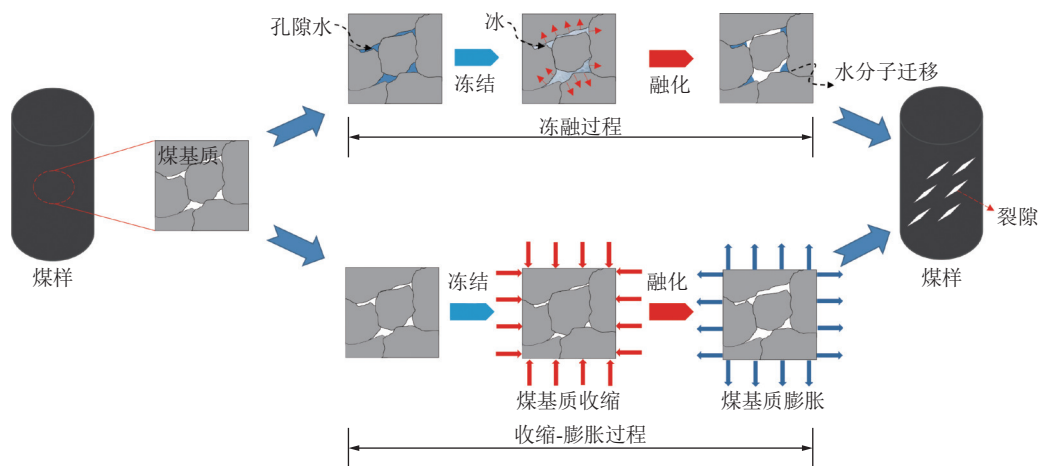 孔隙水
冰
冻结
融化
水分子迁移
冻融过程
煤基质
煤样
裂隙
煤样
冻结
融化
煤基质收缩
煤基质膨胀
收缩-膨胀过程